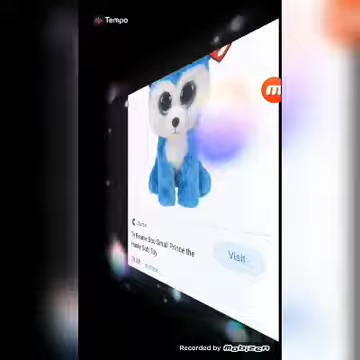 Tempo
Ty Beanie Boo Small Prince the
Husky Soft Toy
Visit
Recorded by Mobizen